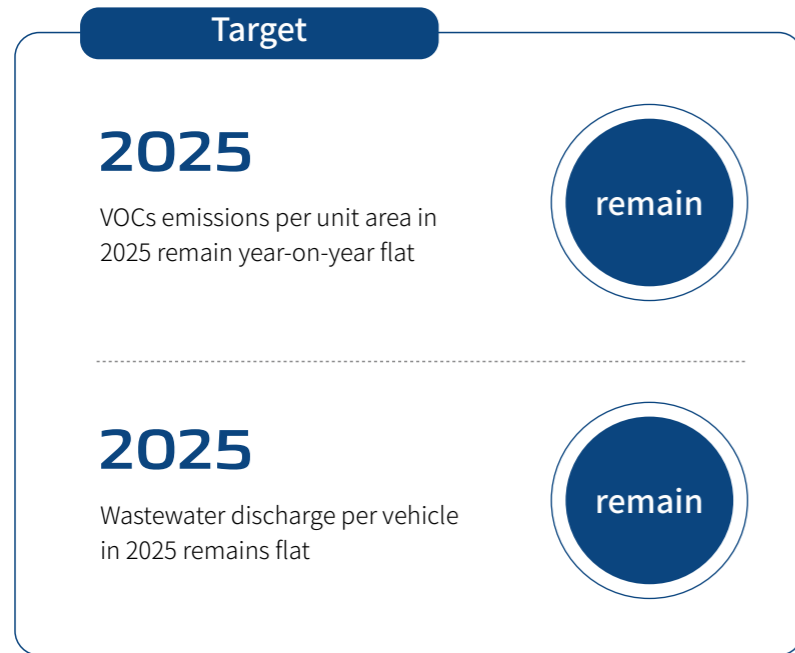 Target
2025
VOCs emissions per unit area in
2025 remain year-on-year flat
remain
2025
Wastewater discharge per vehicle
in 2025 remains flat
remain